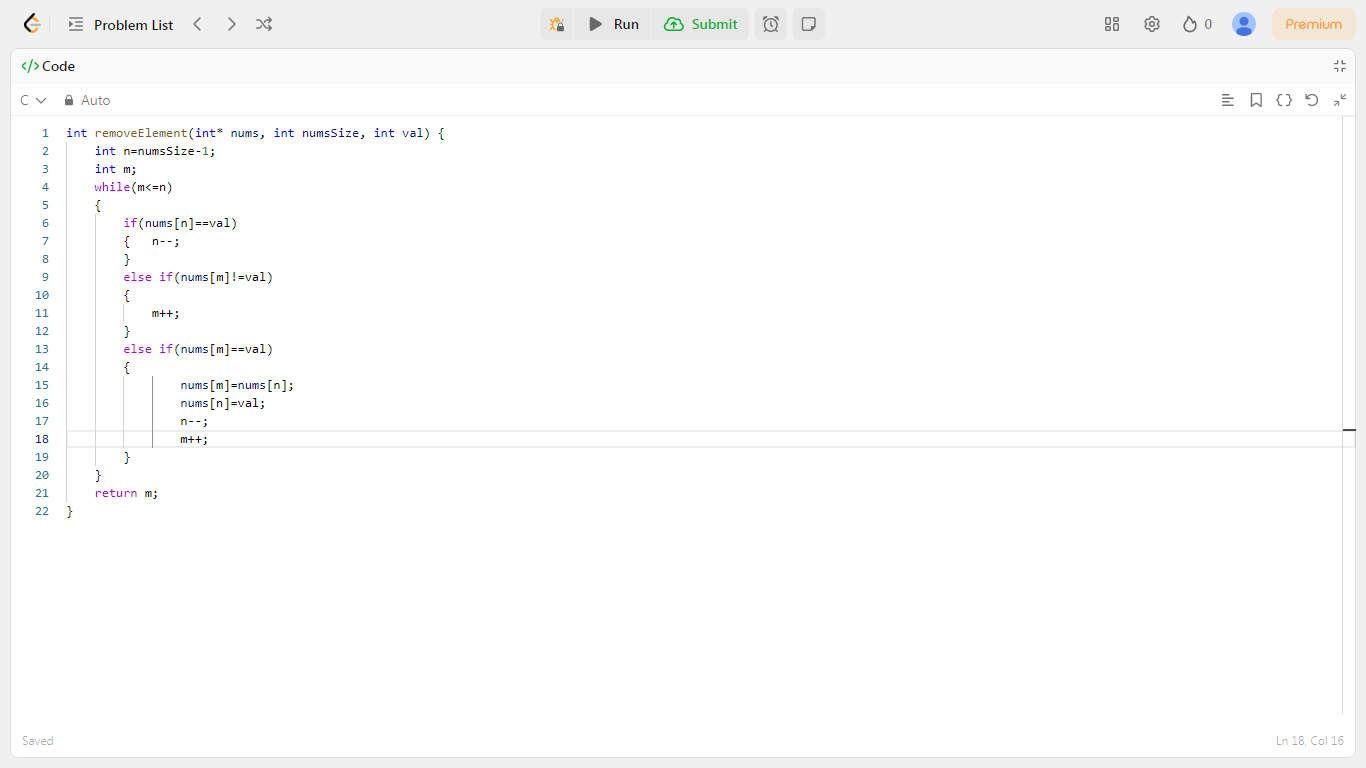 Problem List Run Submit 0 Premium
</> Code
C Auto
1 int removeElement(int* nums, int numsSize, int val) {
2 int n=numsSize-1;
3 int m;
4 while(m<=n)
5 {
6 if(nums[n]==val)
7 { n--;
8 }
9 else if(nums[m]!=val)
10 {
11 m++;
12 }
13 else if(nums[m]==val)
14 {
15 nums[m]=nums[n];
16 nums[n]=val;
17 n--;
18 m++;
19 }
20 }
21 return m;
22 }
Saved Ln 18, Col 16